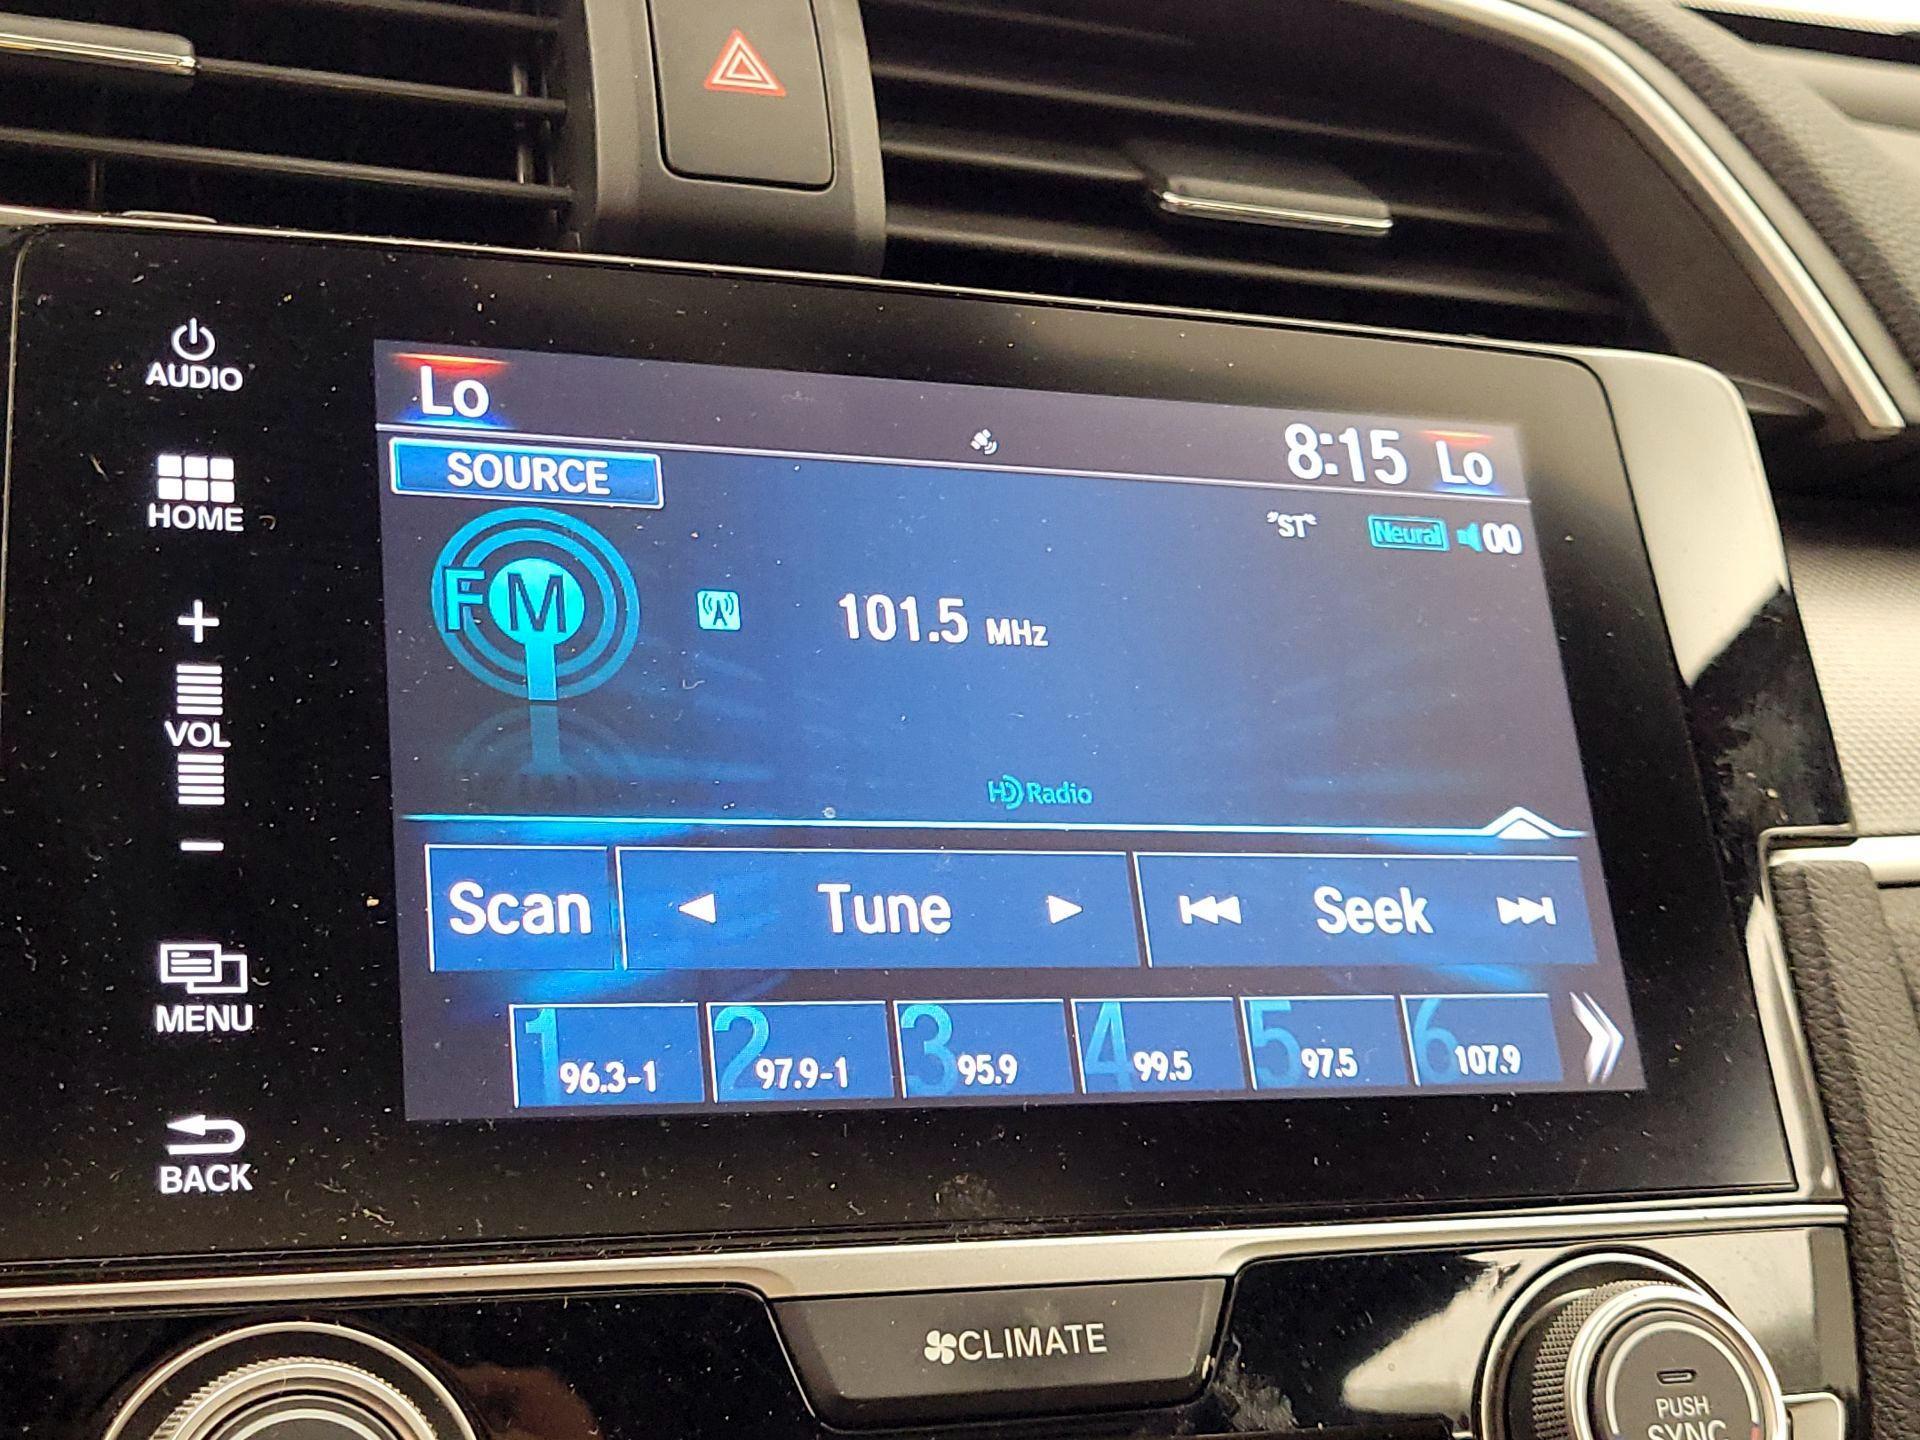 AUDIO
HOME
+
VOL
−
MENU
BACK
Lo
8:15 Lo
SOURCE
ST Neural 00
FM
101.5 MHz
HD Radio
Scan
Tune
Seek
1 96.3-1
2 97.9-1
3 95.9
4 99.5
5 97.5
6 107.9
CLIMATE
PUSH
SYNC